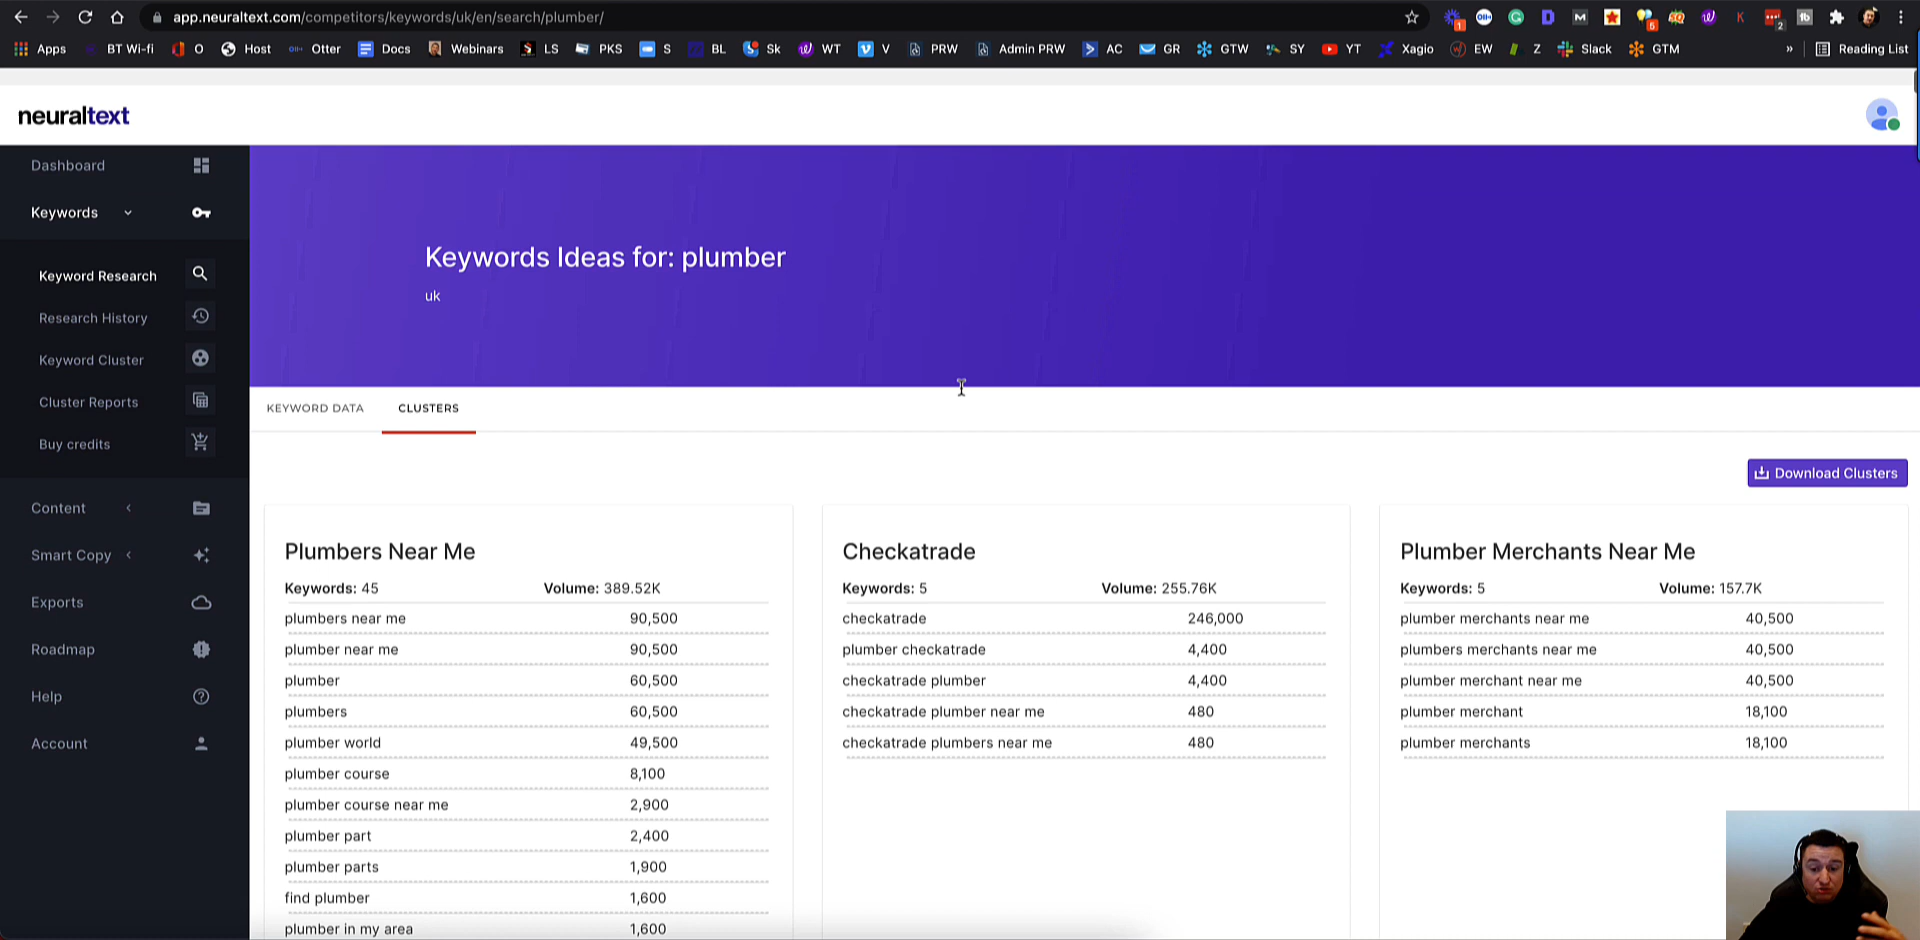 app.neuraltext.com/competitors/keywords/uk/en/search/plumber/
Apps BT Wi-fi O Host Otter Docs Webinars LS PKS S BL Sk WT V PRW Admin PRW AC GR GTW SY YT Xagio EW Z Slack GTM » Reading List
neuraltext
Dashboard
Keywords
Keyword Research
Research History
Keyword Cluster
Cluster Reports
Buy credits
Content
Smart Copy
Exports
Roadmap
Help
Account
Keywords Ideas for: plumber
uk
KEYWORD DATA CLUSTERS
Download Clusters
Plumbers Near Me
Keywords: 45 Volume: 389.52K
plumbers near me 90,500
plumber near me 90,500
plumber 60,500
plumbers 60,500
plumber world 49,500
plumber course 8,100
plumber course near me 2,900
plumber part 2,400
plumber parts 1,900
find plumber 1,600
plumber in my area 1,600
Checkatrade
Keywords: 5 Volume: 255.76K
checkatrade 246,000
plumber checkatrade 4,400
checkatrade plumber 4,400
checkatrade plumber near me 480
checkatrade plumbers near me 480
Plumber Merchants Near Me
Keywords: 5 Volume: 157.7K
plumber merchants near me 40,500
plumbers merchants near me 40,500
plumber merchant near me 40,500
plumber merchant 18,100
plumber merchants 18,100